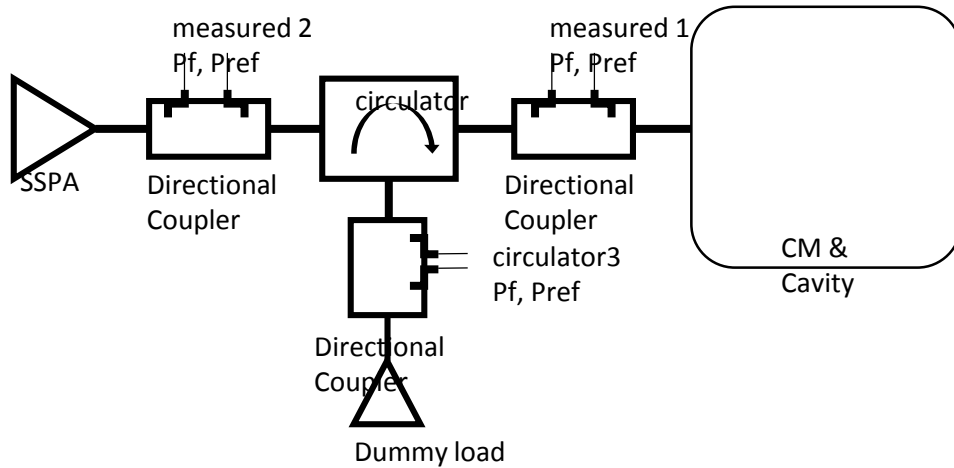 measured 2
Pf, Pref
measured 1
Pf, Pref
circulator
SSPA
Directional
Coupler
Directional
Coupler
circulator3
Pf, Pref
CM &
Cavity
Directional
Coupler
Dummy load